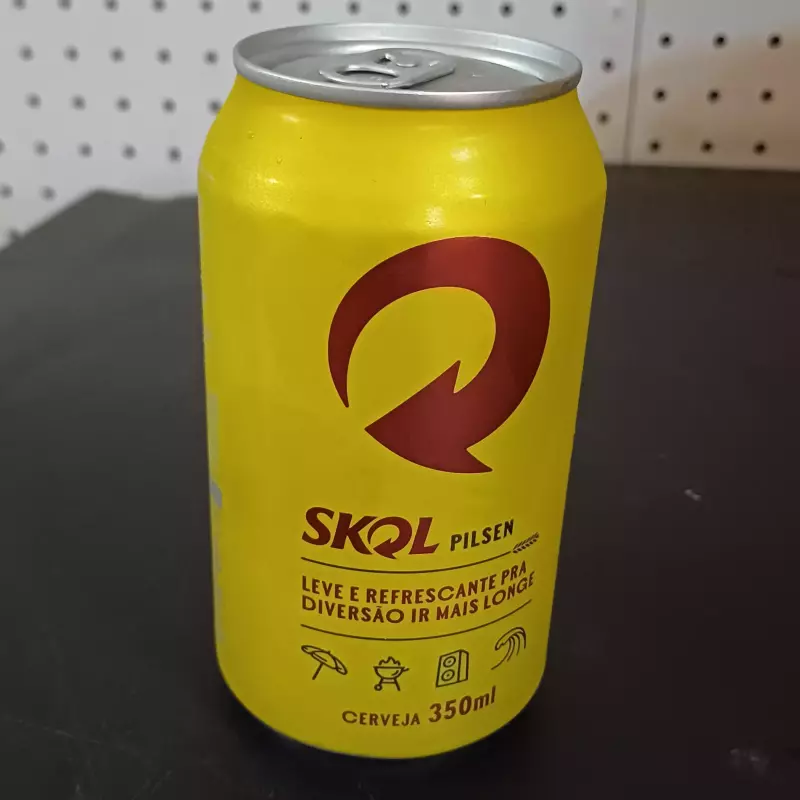 SKOL PILSEN
LEVE E REFRESCANTE PRA
DIVERSÃO IR MAIS LONGE
CERVEJA 350ml